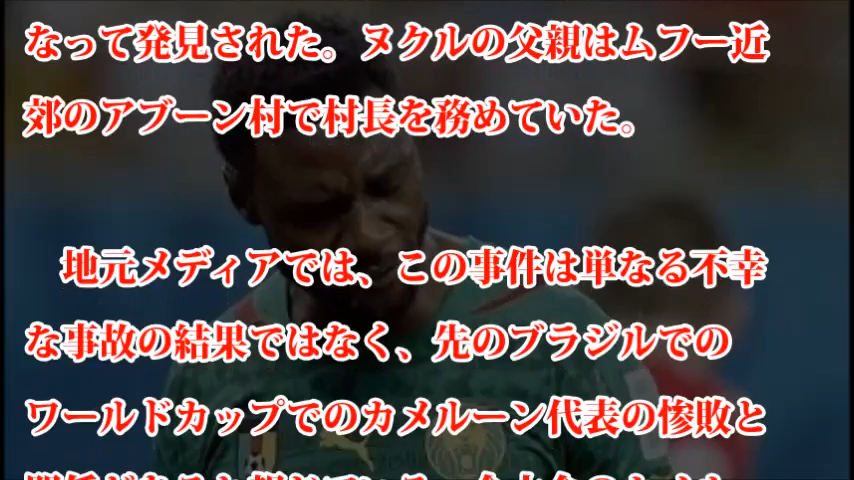 なって発見された。ヌクルの父親はムフー近
郊のアブーン村で村長を務めていた。
地元メディアでは、この事件は単なる不幸
な事故の結果ではなく、先のブラジルでの
ワールドカップでのカメルーン代表の惨敗と